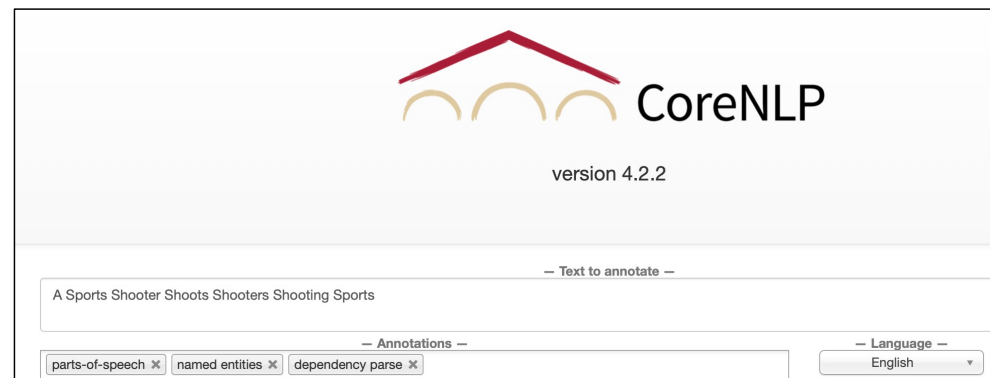 CoreNLP
version 4.2.2
— Text to annotate —
A Sports Shooter Shoots Shooters Shooting Sports
— Annotations —
parts-of-speech ×
named entities ×
dependency parse ×
— Language —
English